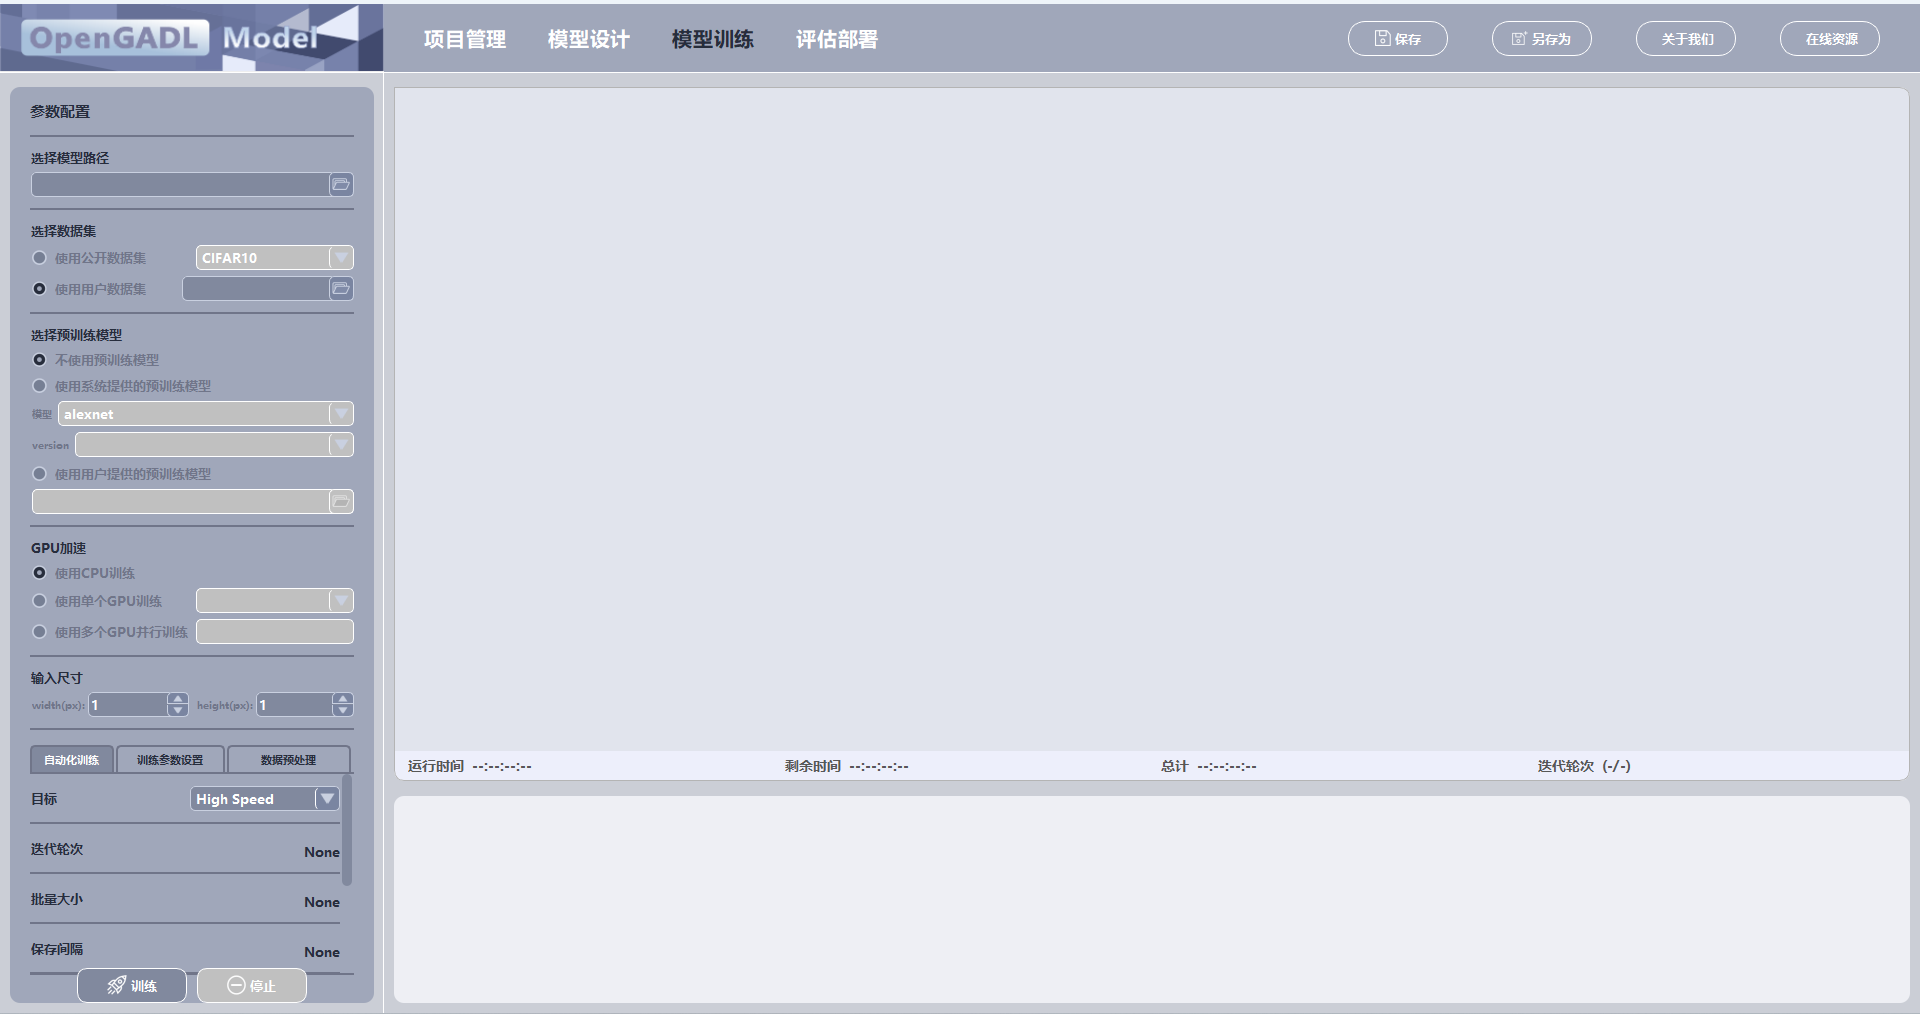 OpenGADL Model
项目管理 模型设计 模型训练 评估部署
保存 另存为 关于我们 在线资源
参数配置
选择模型路径
选择数据集
使用公开数据集 CIFAR10
使用用户数据集
选择预训练模型
不使用预训练模型
使用系统提供的预训练模型
模型 alexnet
version
使用用户提供的预训练模型
GPU加速
使用CPU训练
使用单个GPU训练
使用多个GPU并行训练
输入尺寸
width(px): 1 height(px): 1
自动化训练 训练参数设置 数据预处理
目标 High Speed
迭代轮次 None
批量大小 None
保存间隔 None
训练 停止
运行时间 --:--:--:-- 剩余时间 --:--:--:-- 总计 --:--:--:-- 迭代轮次 (-/-)